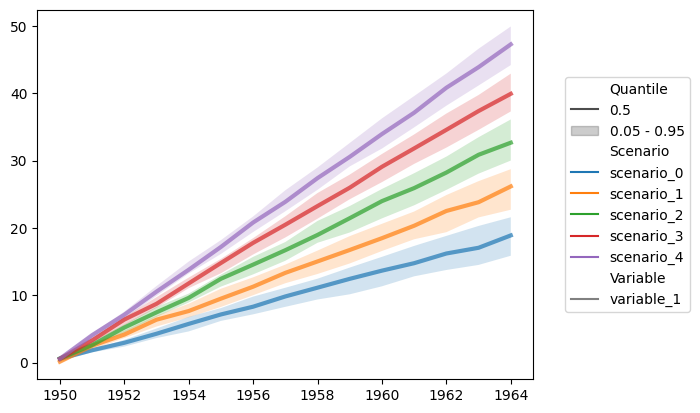 50
40
30
20
10
0
1950 1952 1954 1956 1958 1960 1962 1964
Quantile
0.5
0.05 - 0.95
Scenario
scenario_0
scenario_1
scenario_2
scenario_3
scenario_4
Variable
variable_1